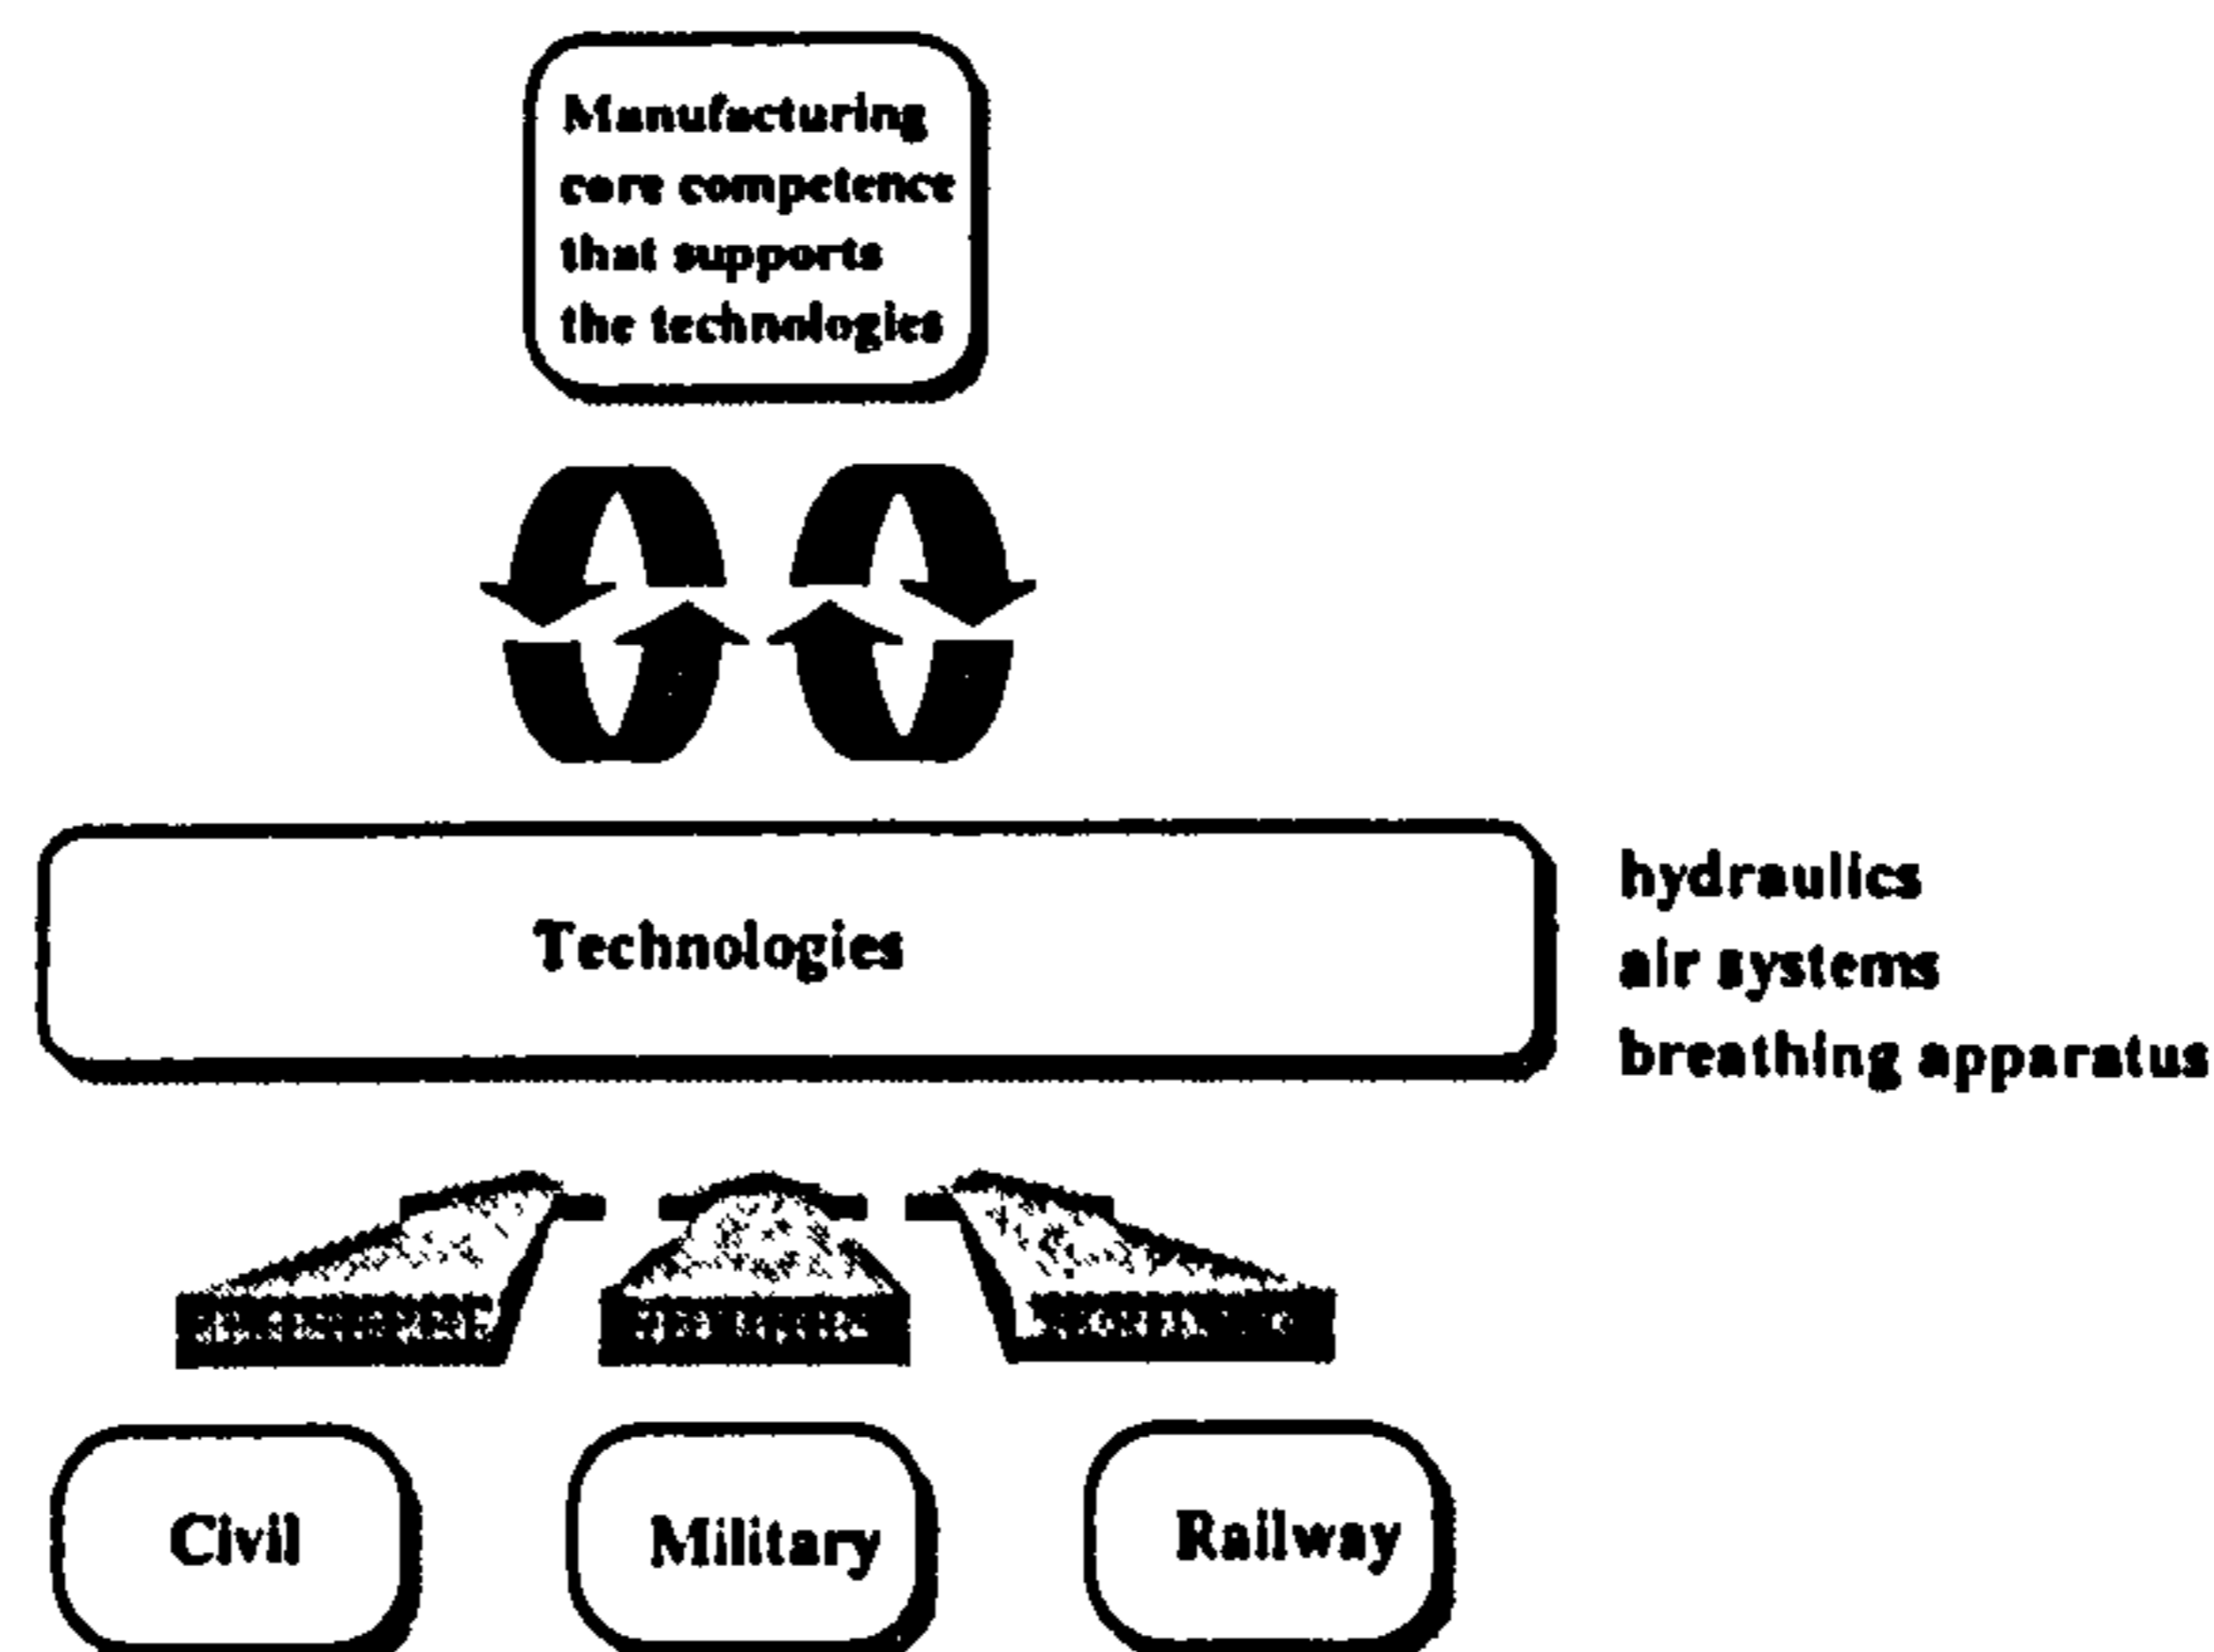 Manufacturing
core competence
that supports
the technologies
Technologies
hydraulics
air systems
breathing apparatus
Civil
Military
Railway